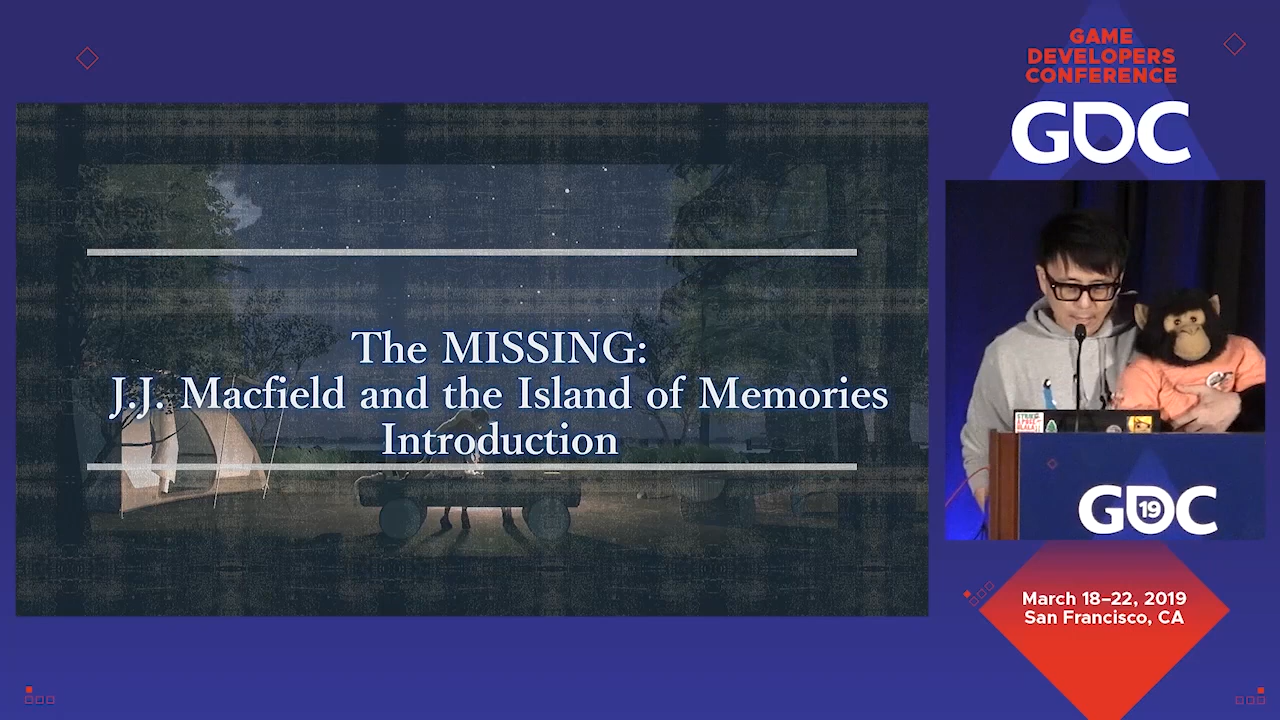 GAME
DEVELOPERS
CONFERENCE
GDC
The MISSING:
J.J. Macfield and the Island of Memories
Introduction
GDC
19
March 18–22, 2019
San Francisco, CA